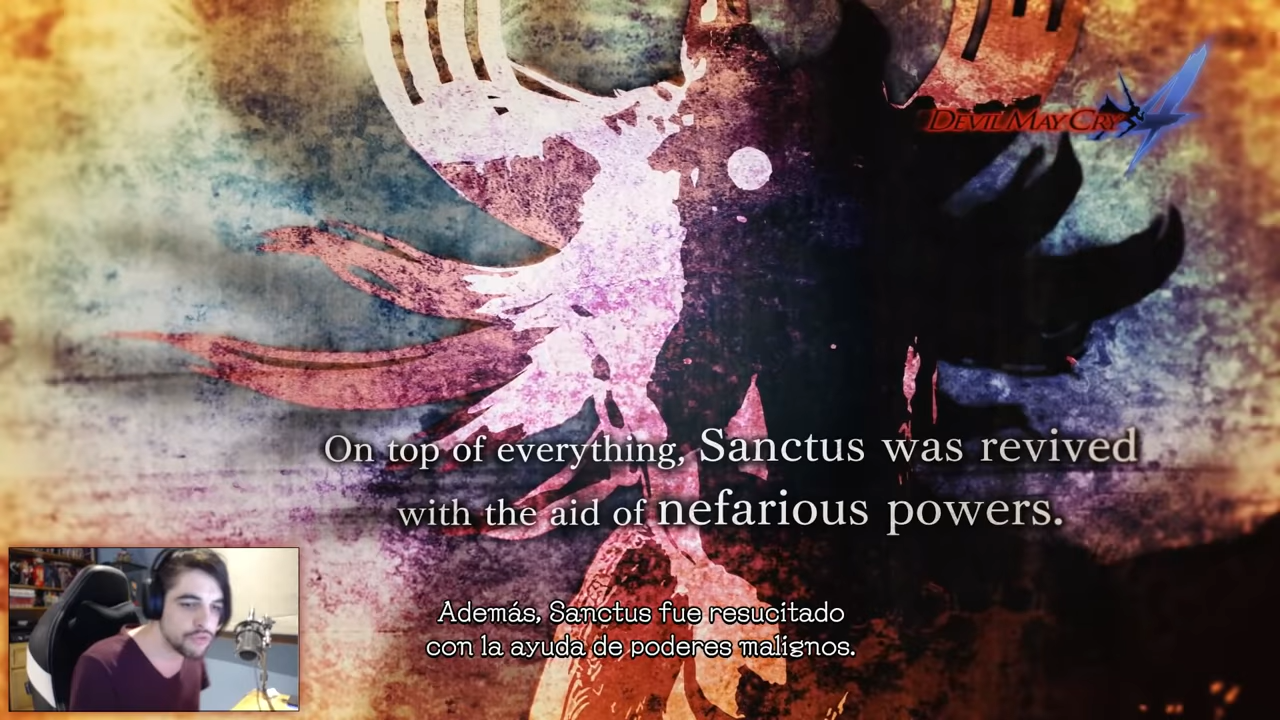 DEVIL MAY CRY 4
On top of everything, Sanctus was revived
with the aid of nefarious powers.
Además, Sanctus fue resucitado
con la ayuda de poderes malignos.